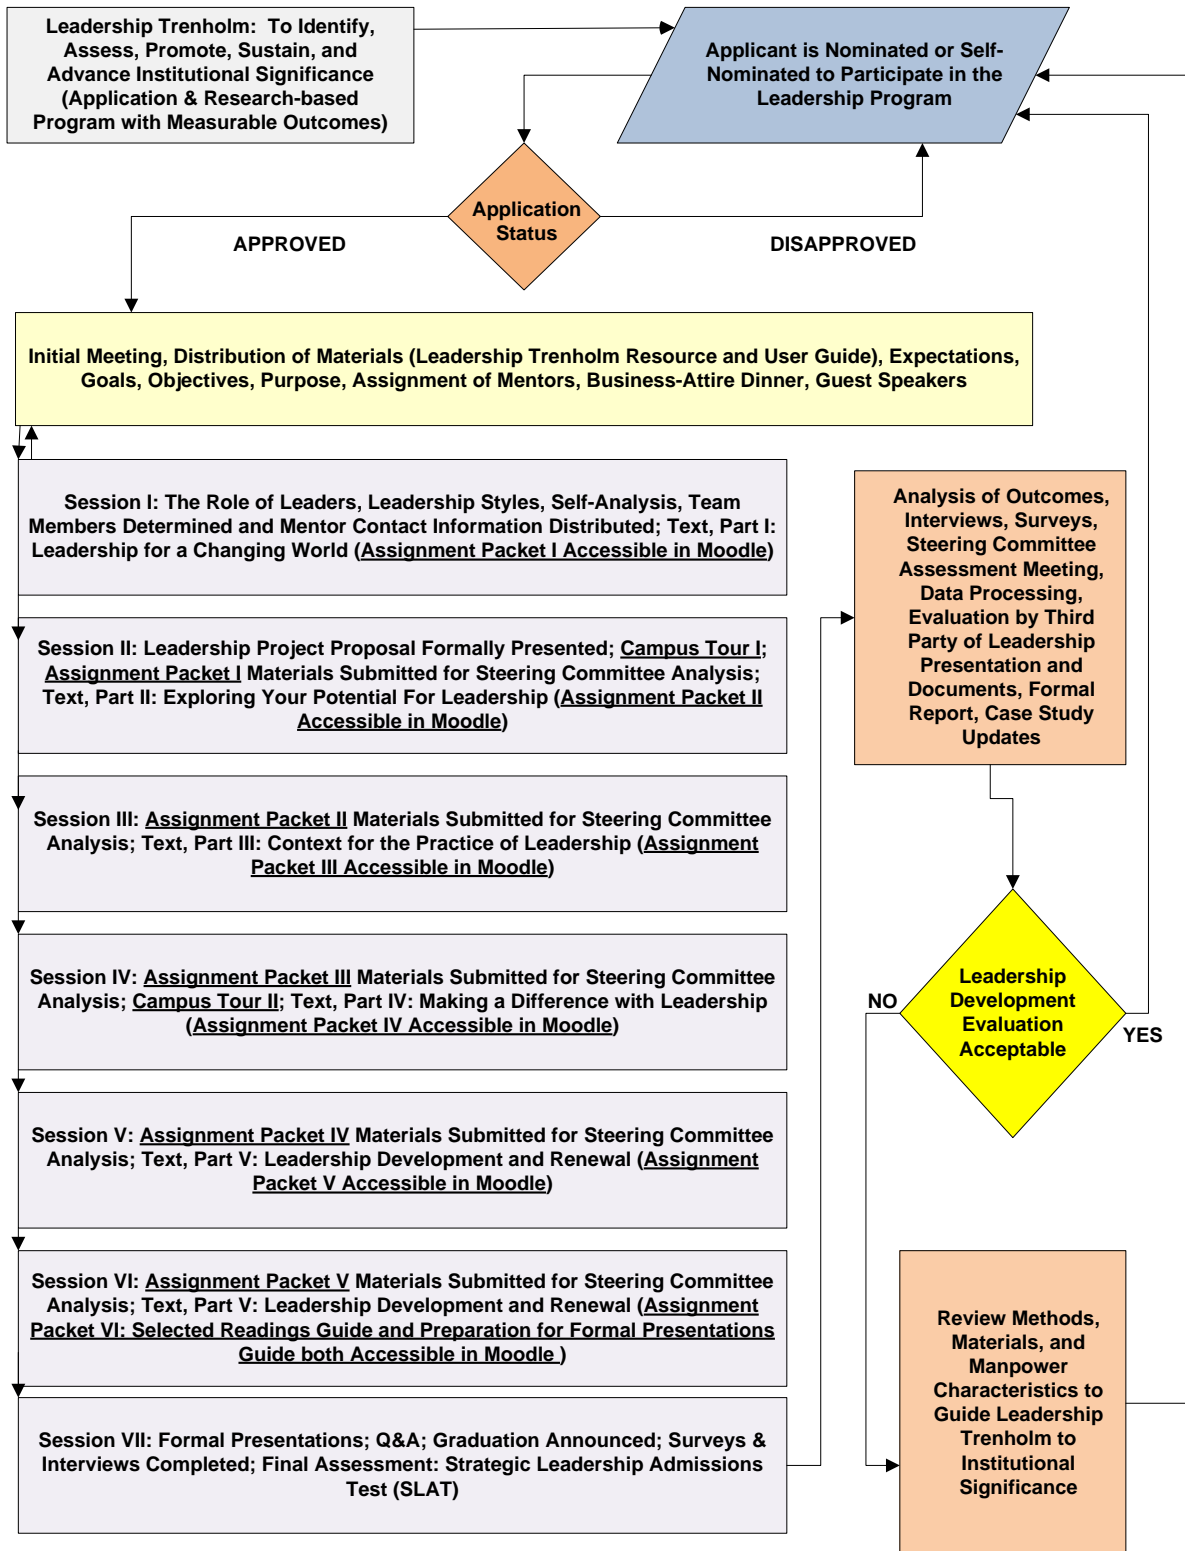 Leadership Trenholm:  To Identify,
Assess, Promote, Sustain, and
Advance Institutional Significance
(Application & Research-based
Program with Measurable Outcomes)
Applicant is Nominated or Self-
Nominated to Participate in the
Leadership Program
Application
Status
APPROVED
DISAPPROVED
Initial Meeting, Distribution of Materials (Leadership Trenholm Resource and User Guide), Expectations,
Goals, Objectives, Purpose, Assignment of Mentors, Business-Attire Dinner, Guest Speakers
Session I: The Role of Leaders, Leadership Styles, Self-Analysis, Team
Members Determined and Mentor Contact Information Distributed; Text, Part I:
Leadership for a Changing World (Assignment Packet I Accessible in Moodle)
Session II: Leadership Project Proposal Formally Presented; Campus Tour I;
Assignment Packet I Materials Submitted for Steering Committee Analysis;
Text, Part II: Exploring Your Potential For Leadership (Assignment Packet II
Accessible in Moodle)
Session III: Assignment Packet II Materials Submitted for Steering Committee
Analysis; Text, Part III: Context for the Practice of Leadership (Assignment
Packet III Accessible in Moodle)
Session IV: Assignment Packet III Materials Submitted for Steering Committee
Analysis; Campus Tour II; Text, Part IV: Making a Difference with Leadership
(Assignment Packet IV Accessible in Moodle)
Session V: Assignment Packet IV Materials Submitted for Steering Committee
Analysis; Text, Part V: Leadership Development and Renewal (Assignment
Packet V Accessible in Moodle)
Session VI: Assignment Packet V Materials Submitted for Steering Committee
Analysis; Text, Part V: Leadership Development and Renewal (Assignment
Packet VI: Selected Readings Guide and Preparation for Formal Presentations
Guide both Accessible in Moodle )
Session VII: Formal Presentations; Q&A; Graduation Announced; Surveys &
Interviews Completed; Final Assessment: Strategic Leadership Admissions
Test (SLAT)
Analysis of Outcomes,
Interviews, Surveys,
Steering Committee
Assessment Meeting,
Data Processing,
Evaluation by Third
Party of Leadership
Presentation and
Documents, Formal
Report, Case Study
Updates
Leadership
Development
Evaluation
Acceptable
NO
YES
Review Methods,
Materials, and
Manpower
Characteristics to
Guide Leadership
Trenholm to
Institutional
Significance